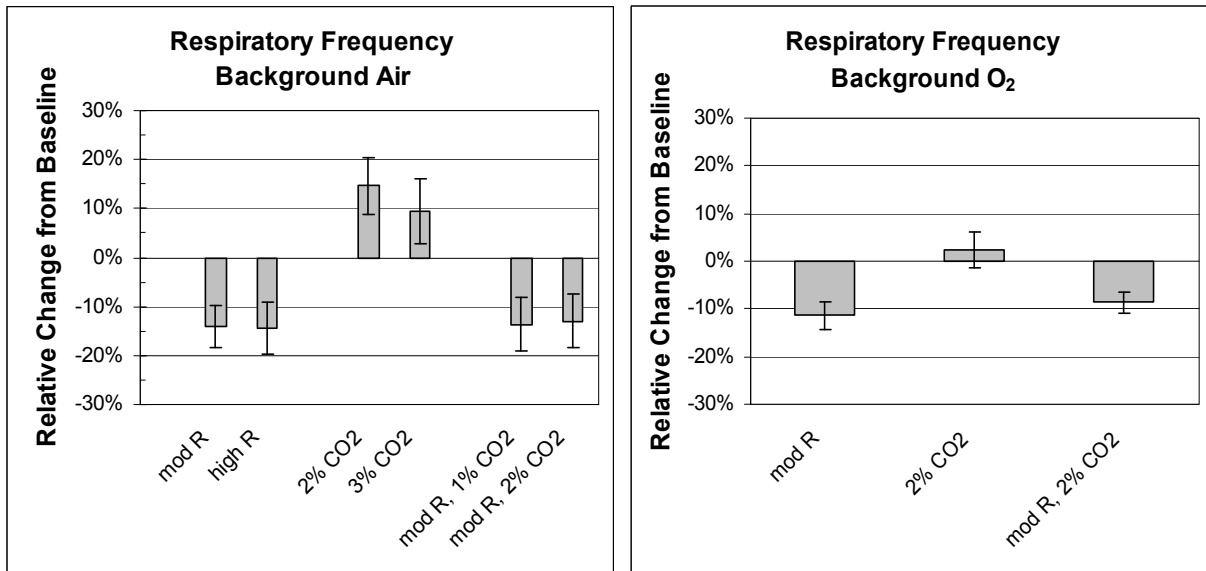 Respiratory Frequency
Background Air
Relative Change from Baseline
30%
20%
10%
0%
-10%
-20%
-30%
mod R
high R
2% CO2
3% CO2
mod R, 1% CO2
mod R, 2% CO2
Respiratory Frequency
Background O₂
Relative Change from Baseline
30%
20%
10%
0%
-10%
-20%
-30%
mod R
2% CO2
mod R, 2% CO2